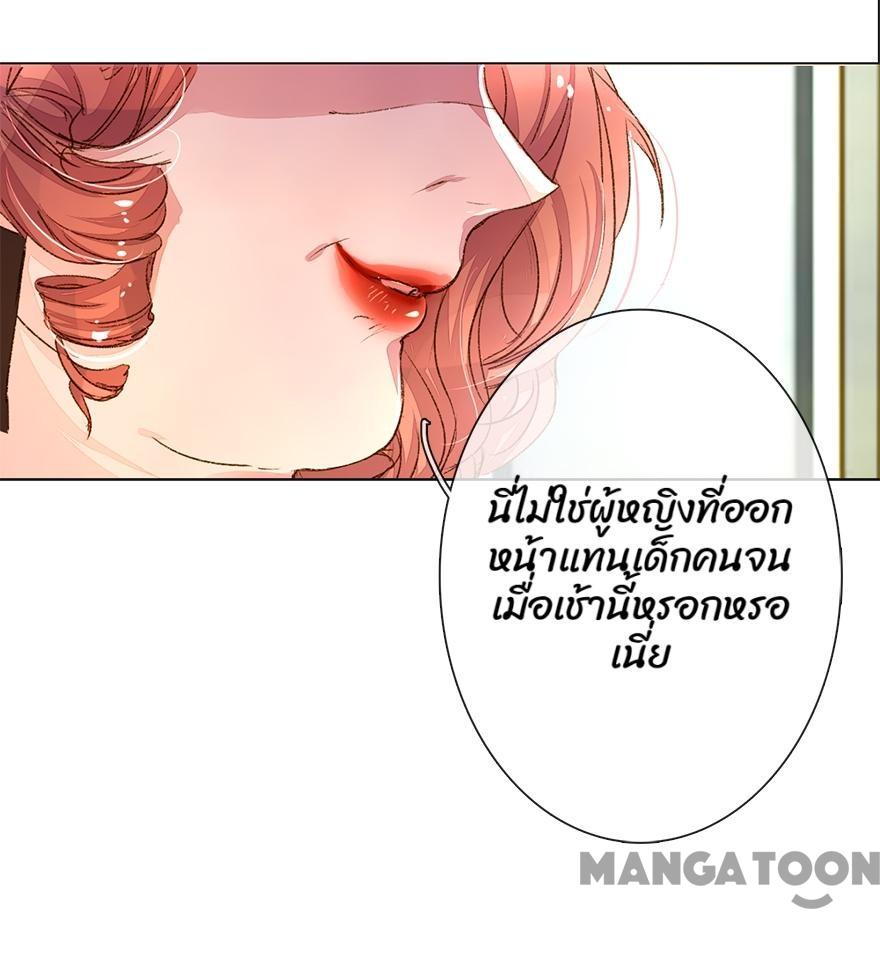 นี่ไม่ใช่ผู้หญิงที่ออก
หน้าแทนเด็กคนจน
เมื่อเช้านี้หรอกหรอ
เนี่ย
MANGATOON